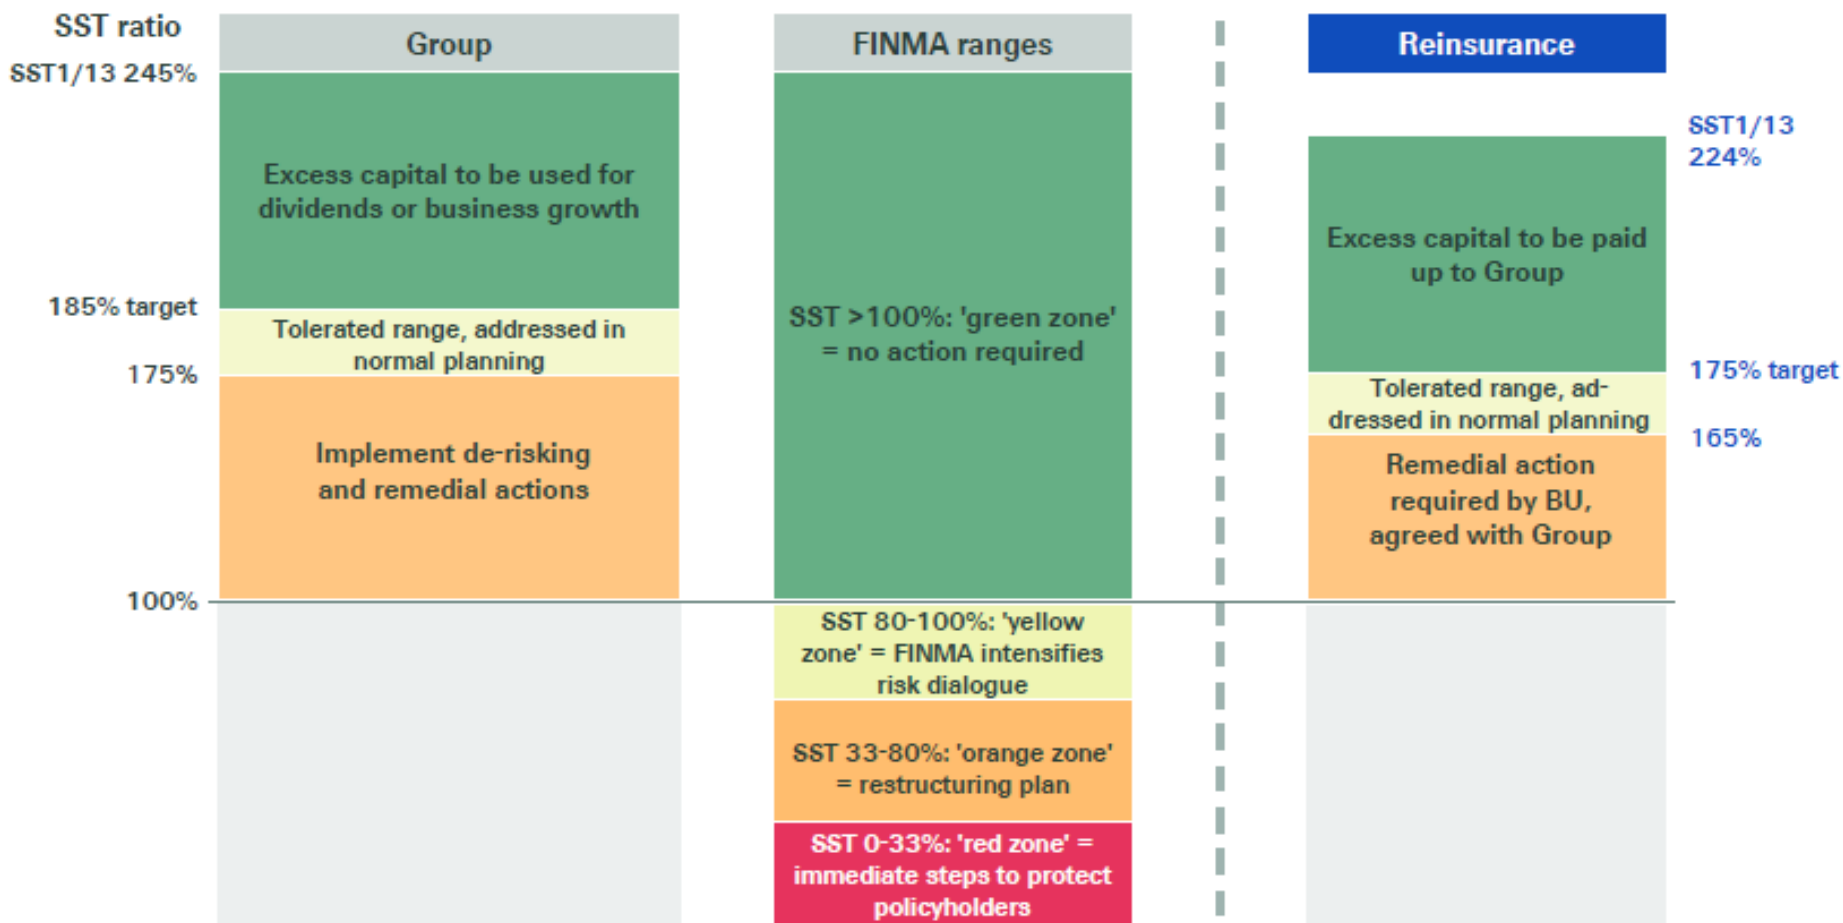 SST ratio
SST1/13 245%
185% target
175%
100%
Group
Excess capital to be used for
dividends or business growth
Tolerated range, addressed in
normal planning
Implement de-risking
and remedial actions
FINMA ranges
SST >100%: 'green zone'
= no action required
SST 80-100%: 'yellow
zone' = FINMA intensifies
risk dialogue
SST 33-80%: 'orange zone'
= restructuring plan
SST 0-33%: 'red zone' =
immediate steps to protect
policyholders
Reinsurance
Excess capital to be paid
up to Group
Tolerated range, ad-
dressed in normal planning
Remedial action
required by BU,
agreed with Group
SST1/13
224%
175% target
165%